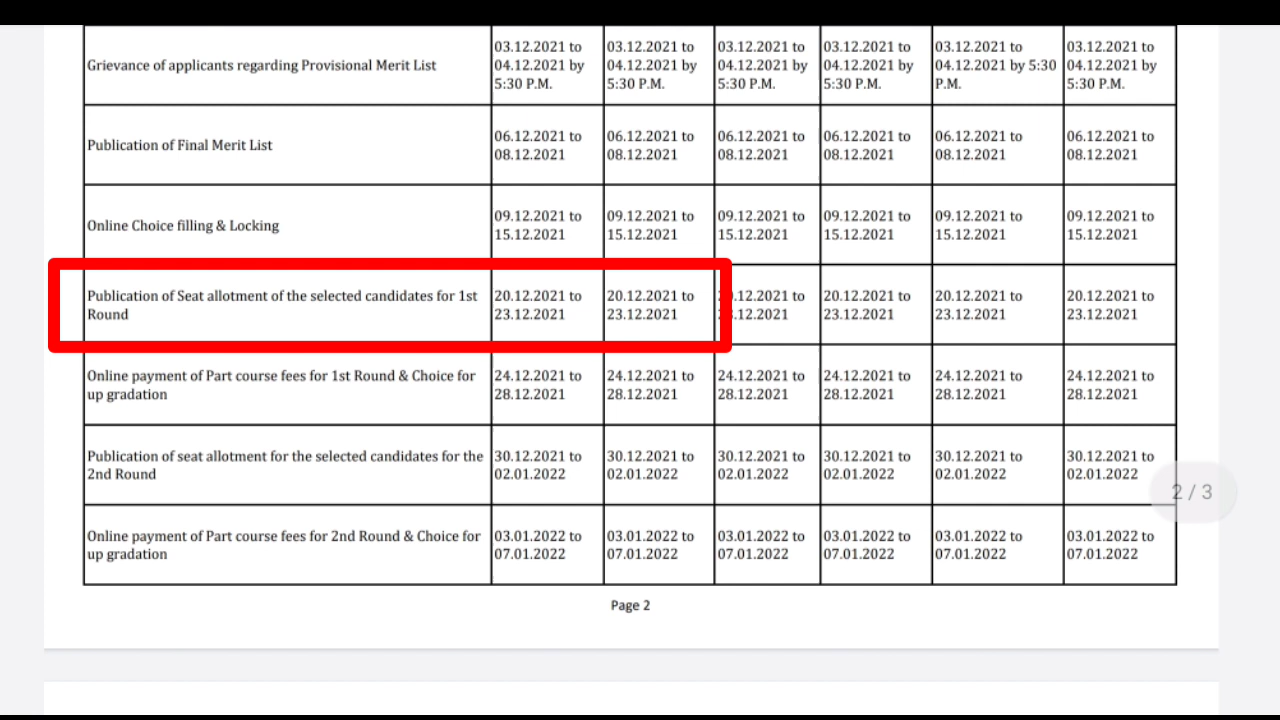 Grievance of applicants regarding Provisional Merit List
03.12.2021 to
04.12.2021 by
5:30 P.M.
03.12.2021 to
04.12.2021 by
5:30 P.M.
03.12.2021 to
04.12.2021 by
5:30 P.M.
03.12.2021 to
04.12.2021 by
5:30 P.M.
03.12.2021 to
04.12.2021 by 5:30
P.M.
03.12.2021 to
04.12.2021 by
5:30 P.M.
Publication of Final Merit List
06.12.2021 to
08.12.2021
06.12.2021 to
08.12.2021
06.12.2021 to
08.12.2021
06.12.2021 to
08.12.2021
06.12.2021 to
08.12.2021
06.12.2021 to
08.12.2021
Online Choice filling & Locking
09.12.2021 to
15.12.2021
09.12.2021 to
15.12.2021
09.12.2021 to
15.12.2021
09.12.2021 to
15.12.2021
09.12.2021 to
15.12.2021
09.12.2021 to
15.12.2021
Publication of Seat allotment of the selected candidates for 1st
Round
20.12.2021 to
23.12.2021
20.12.2021 to
23.12.2021
to
20.12.2021 to
23.12.2021
20.12.2021 to
23.12.2021
20.12.2021 to
23.12.2021
Online payment of Part course fees for 1st Round & Choice for
up gradation
24.12.2021 to
28.12.2021
24.12.2021 to
28.12.2021
24.12.2021 to
28.12.2021
24.12.2021 to
28.12.2021
24.12.2021 to
28.12.2021
24.12.2021 to
28.12.2021
Publication of seat allotment for the selected candidates for the
2nd Round
30.12.2021 to
02.01.2022
30.12.2021 to
02.01.2022
30.12.2021 to
02.01.2022
30.12.2021 to
02.01.2022
30.12.2021 to
02.01.2022
30.12.2021 to
02.01.2022
Online payment of Part course fees for 2nd Round & Choice for
up gradation
03.01.2022 to
07.01.2022
03.01.2022 to
07.01.2022
03.01.2022 to
07.01.2022
03.01.2022 to
07.01.2022
03.01.2022 to
07.01.2022
03.01.2022 to
07.01.2022
2 / 3
Page 2